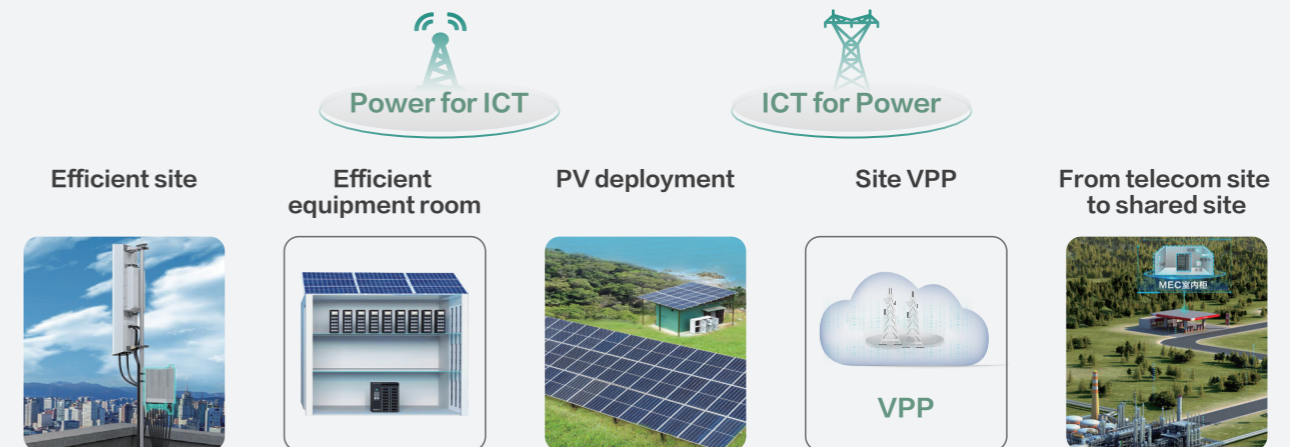 Power for ICT
ICT for Power
Efficient site
Efficient
equipment room
PV deployment
Site VPP
From telecom site
to shared site
MEC室内柜
VPP